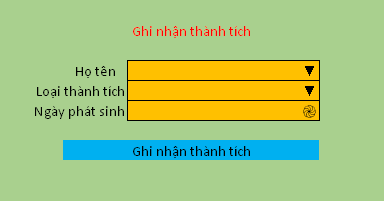 Ghi nhận thành tích
Họ tên
Loại thành tích
Ngày phát sinh
Ghi nhận thành tích